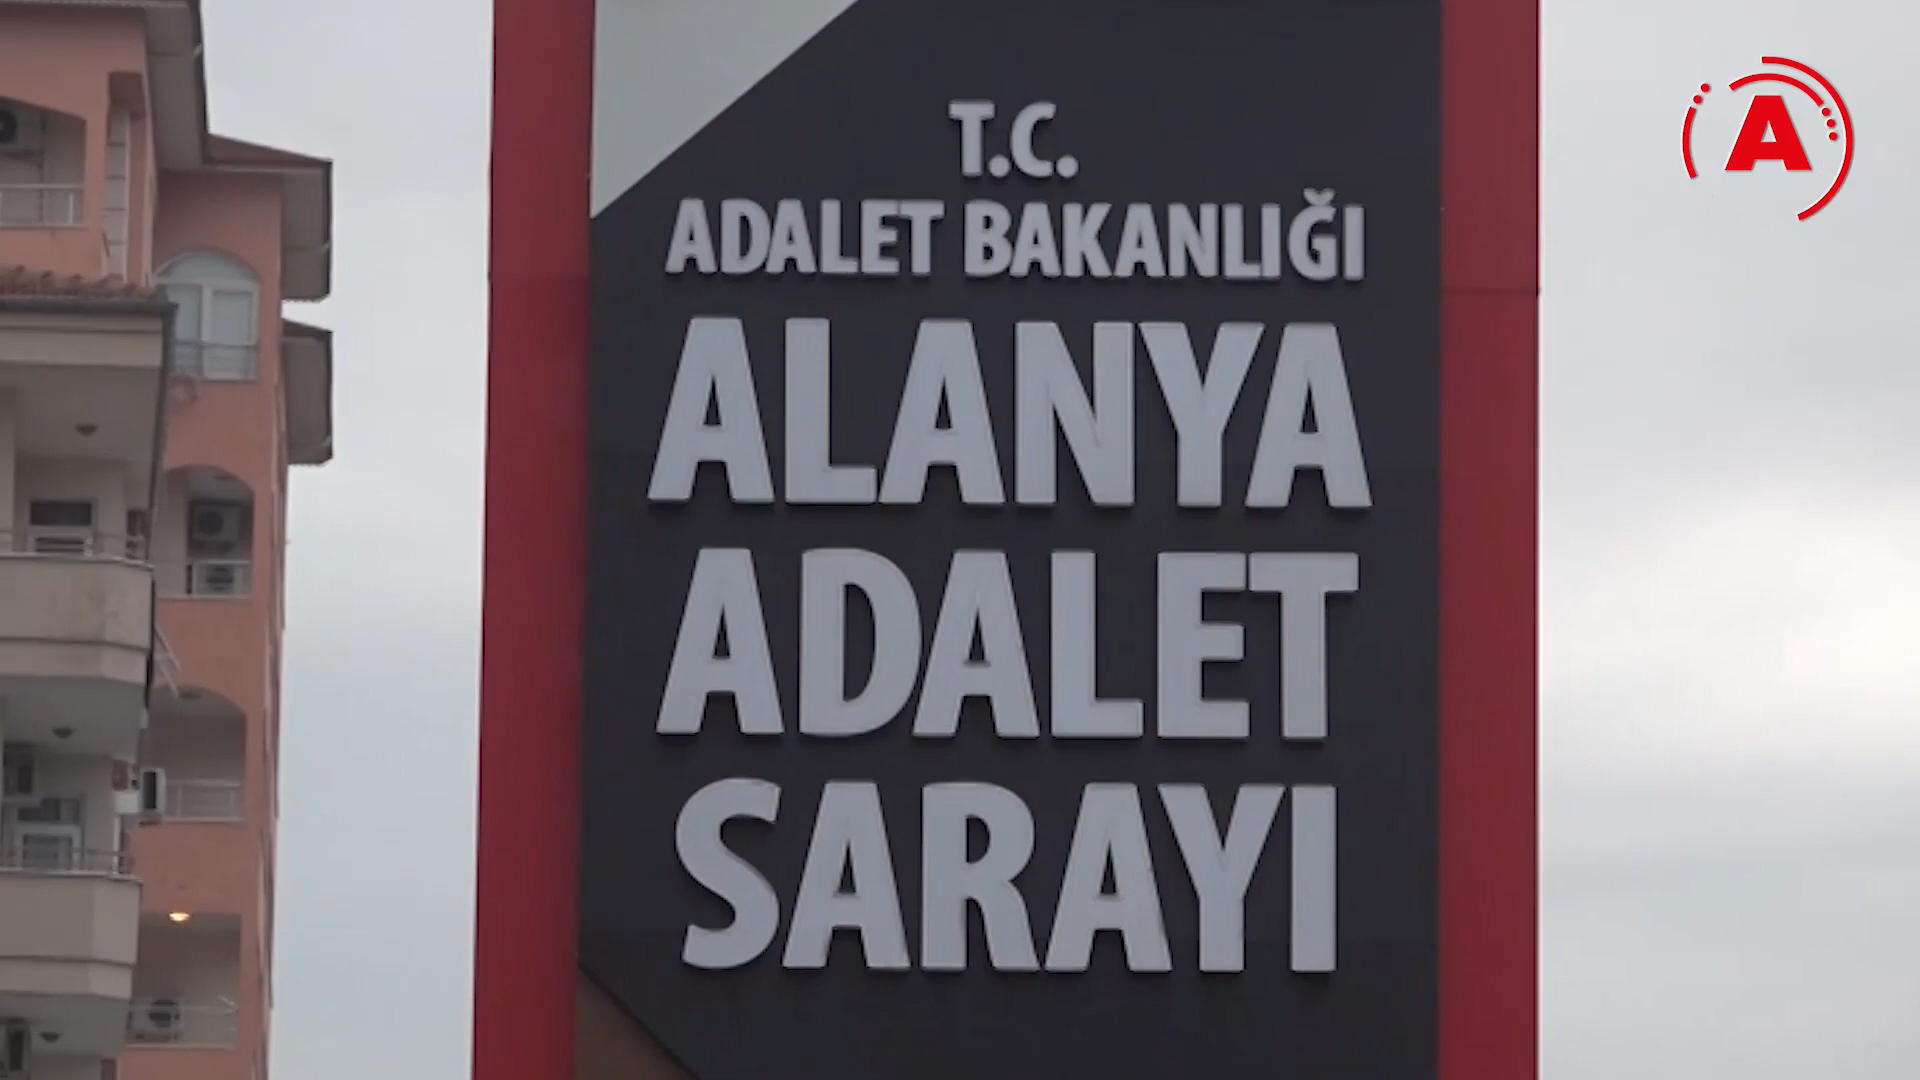 T.C.
ADALET BAKANLIĞI
ALANYA
ADALET
SARAYI
A